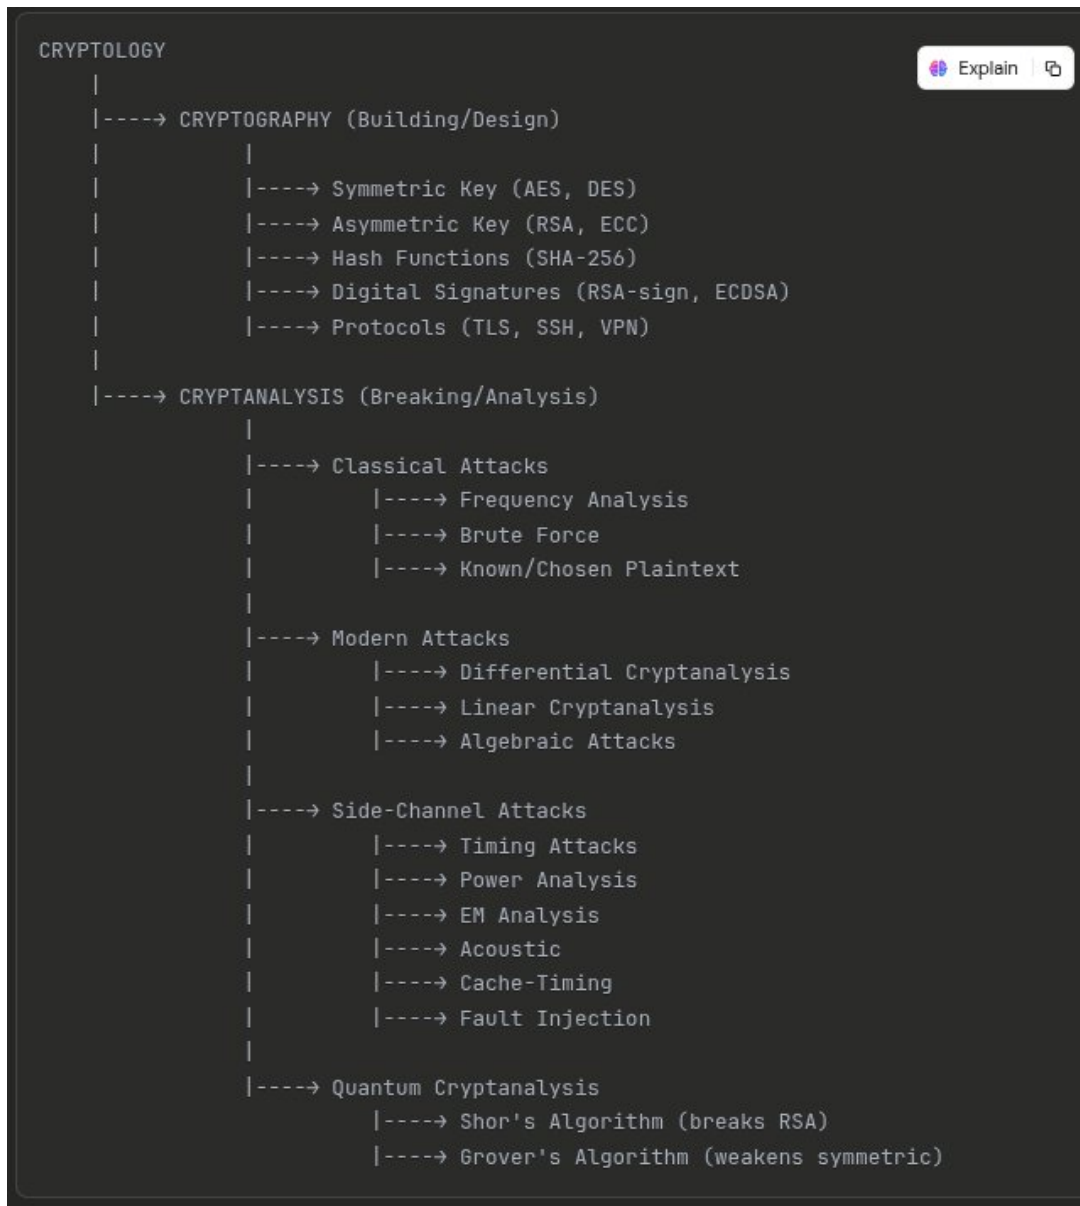 CRYPTOLOGY
Explain
|
|----→ CRYPTOGRAPHY (Building/Design)
| |
| |----→ Symmetric Key (AES, DES)
| |----→ Asymmetric Key (RSA, ECC)
| |----→ Hash Functions (SHA-256)
| |----→ Digital Signatures (RSA-sign, ECDSA)
| |----→ Protocols (TLS, SSH, VPN)
|
|----→ CRYPTANALYSIS (Breaking/Analysis)
|
|----→ Classical Attacks
| |----→ Frequency Analysis
| |----→ Brute Force
| |----→ Known/Chosen Plaintext
|
|----→ Modern Attacks
| |----→ Differential Cryptanalysis
| |----→ Linear Cryptanalysis
| |----→ Algebraic Attacks
|
|----→ Side-Channel Attacks
| |----→ Timing Attacks
| |----→ Power Analysis
| |----→ EM Analysis
| |----→ Acoustic
| |----→ Cache-Timing
| |----→ Fault Injection
|
|----→ Quantum Cryptanalysis
|----→ Shor's Algorithm (breaks RSA)
|----→ Grover's Algorithm (weakens symmetric)